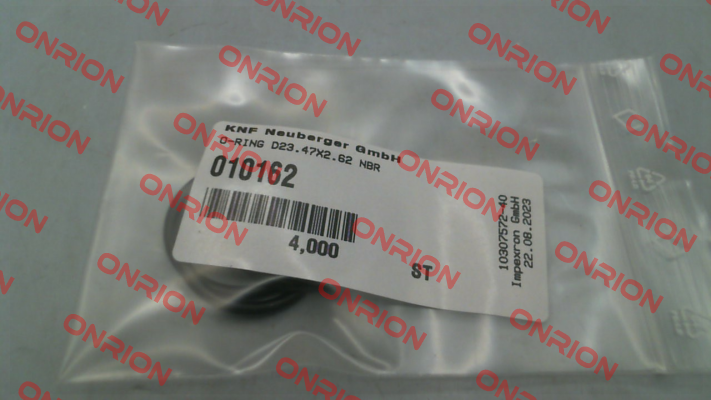 KNF Neuberger GmbH
O-RING D23.47X2.62 NBR
010162
4,000
ST
10307572-40
Impexron GmbH
22.08.2023
ONRION